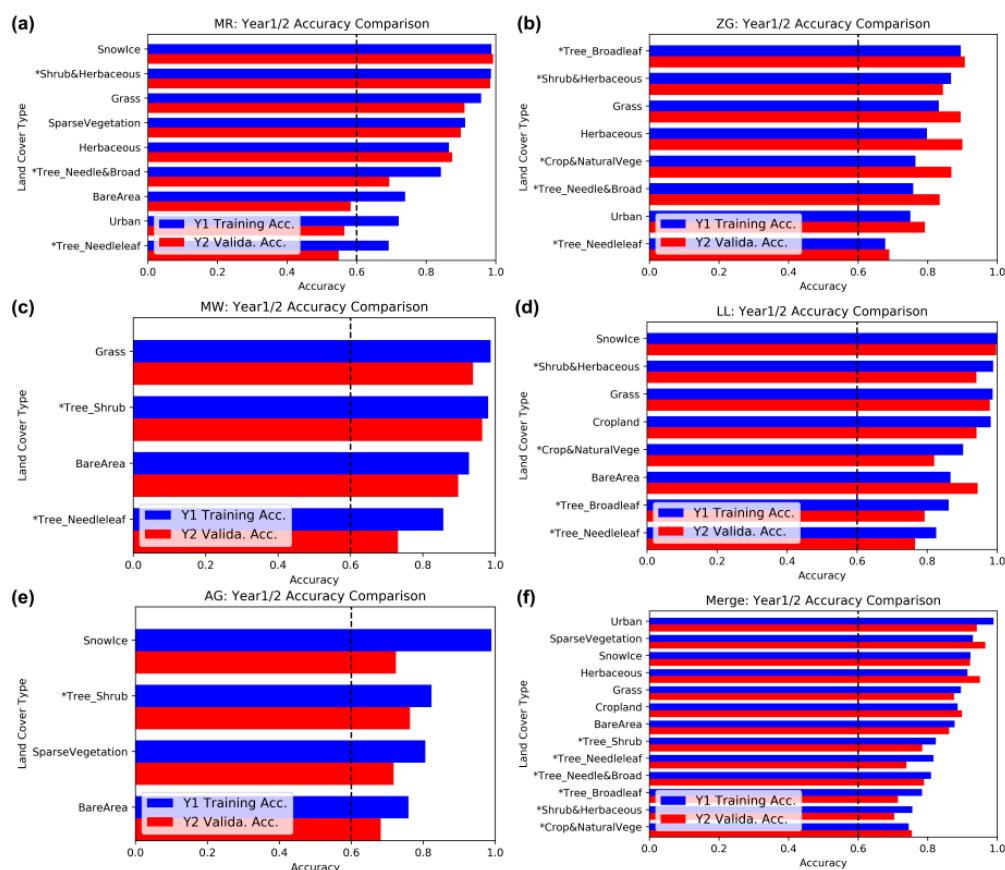 (a)
MR: Year1/2 Accuracy Comparison
Land Cover Type
SnowIce
*Shrub&Herbaceous
Grass
SparseVegetation
Herbaceous
*Tree_Needle&Broad
BareArea
Urban
*Tree_Needleleaf
Y1 Training Acc.
Y2 Valida. Acc.
0.0 0.2 0.4 0.6 0.8 1.0
Accuracy
(b)
ZG: Year1/2 Accuracy Comparison
Land Cover Type
*Tree_Broadleaf
*Shrub&Herbaceous
Grass
Herbaceous
*Crop&NaturalVege
*Tree_Needle&Broad
Urban
*Tree_Needleleaf
Y1 Training Acc.
Y2 Valida. Acc.
0.0 0.2 0.4 0.6 0.8 1.0
Accuracy
(c)
MW: Year1/2 Accuracy Comparison
Land Cover Type
Grass
*Tree_Shrub
BareArea
*Tree_Needleleaf
Y1 Training Acc.
Y2 Valida. Acc.
0.0 0.2 0.4 0.6 0.8 1.0
Accuracy
(d)
LL: Year1/2 Accuracy Comparison
Land Cover Type
SnowIce
*Shrub&Herbaceous
Grass
Cropland
*Crop&NaturalVege
BareArea
*Tree_Broadleaf
*Tree_Needleleaf
Y1 Training Acc.
Y2 Valida. Acc.
0.0 0.2 0.4 0.6 0.8 1.0
Accuracy
(e)
AG: Year1/2 Accuracy Comparison
Land Cover Type
SnowIce
*Tree_Shrub
SparseVegetation
BareArea
Y1 Training Acc.
Y2 Valida. Acc.
0.0 0.2 0.4 0.6 0.8 1.0
Accuracy
(f)
Merge: Year1/2 Accuracy Comparison
Land Cover Type
Urban
SparseVegetation
SnowIce
Herbaceous
Grass
Cropland
BareArea
*Tree_Shrub
*Tree_Needleleaf
*Tree_Needle&Broad
*Tree_Broadleaf
*Shrub&Herbaceous
*Crop&NaturalVege
Y1 Training Acc.
Y2 Valida. Acc.
0.0 0.2 0.4 0.6 0.8 1.0
Accuracy